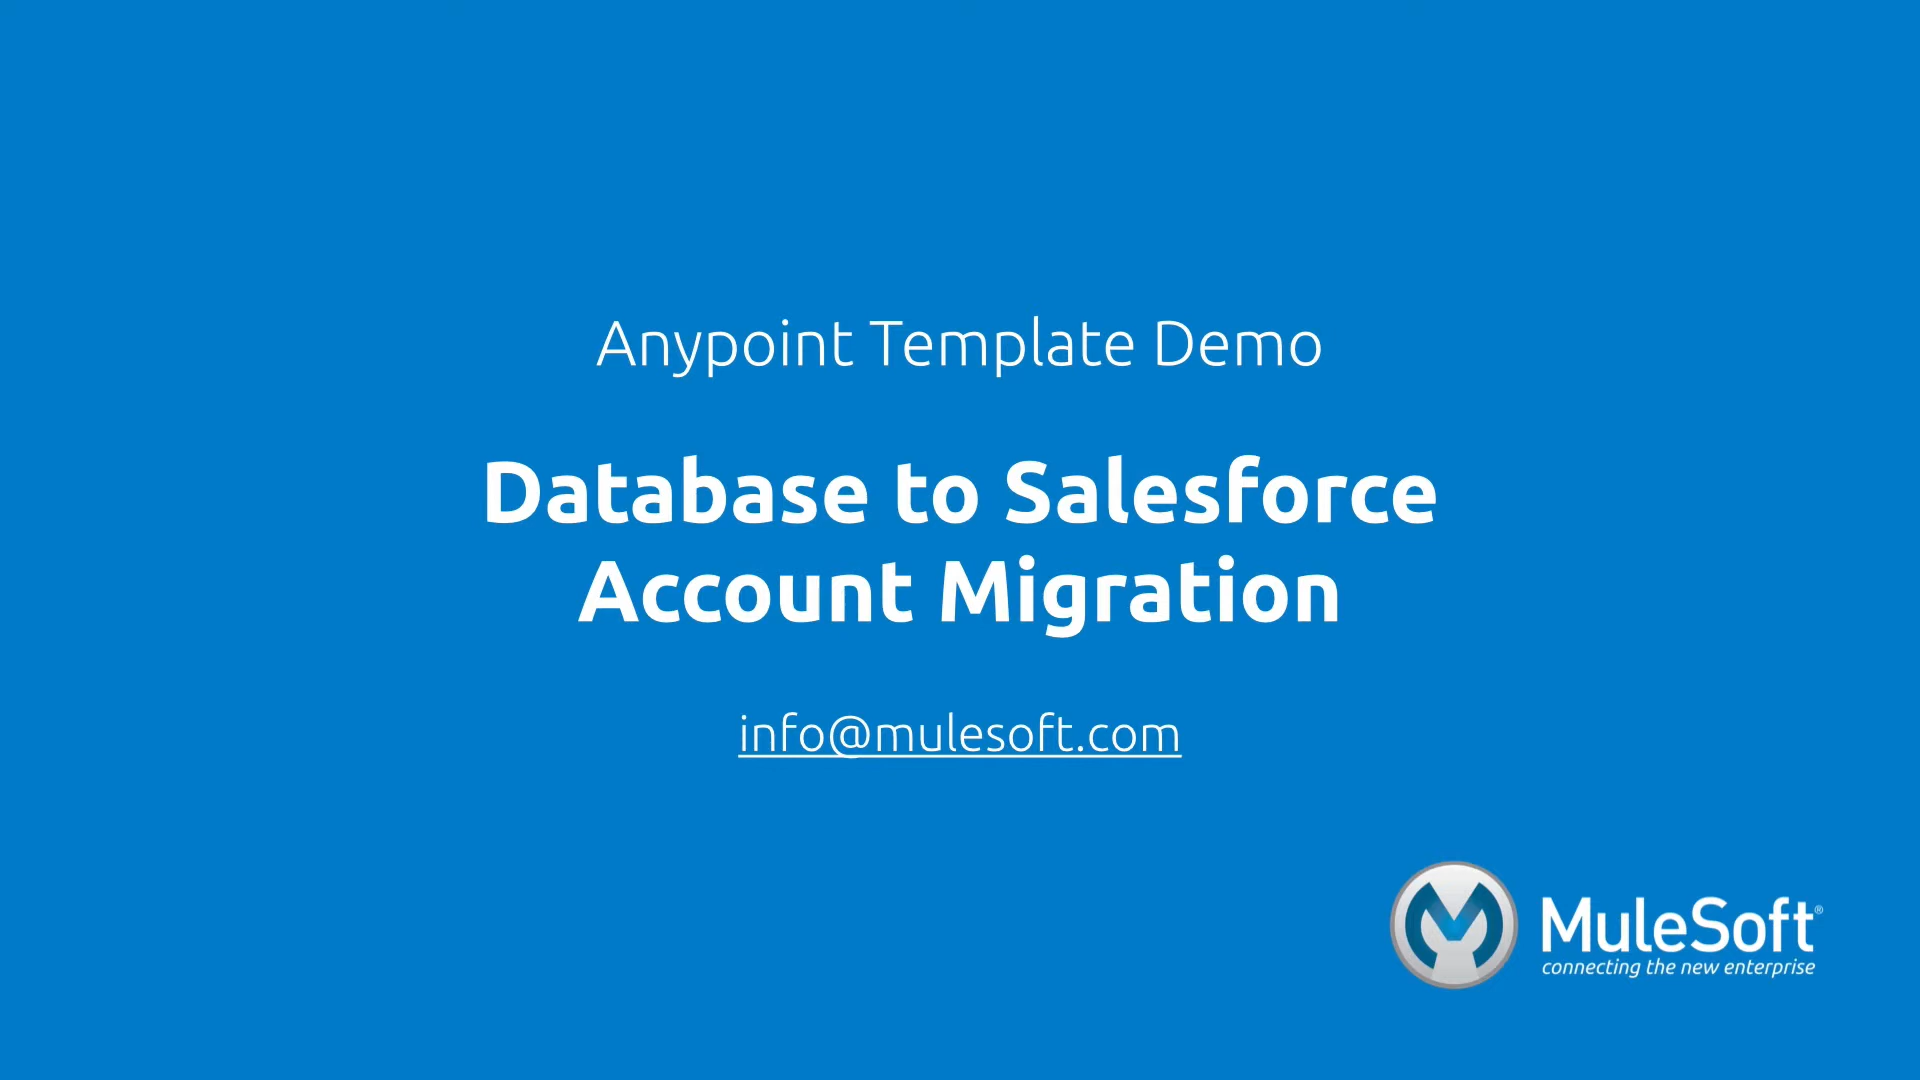 Anypoint Template Demo
Database to Salesforce
Account Migration
info@mulesoft.com
MuleSoft®
connecting the new enterprise